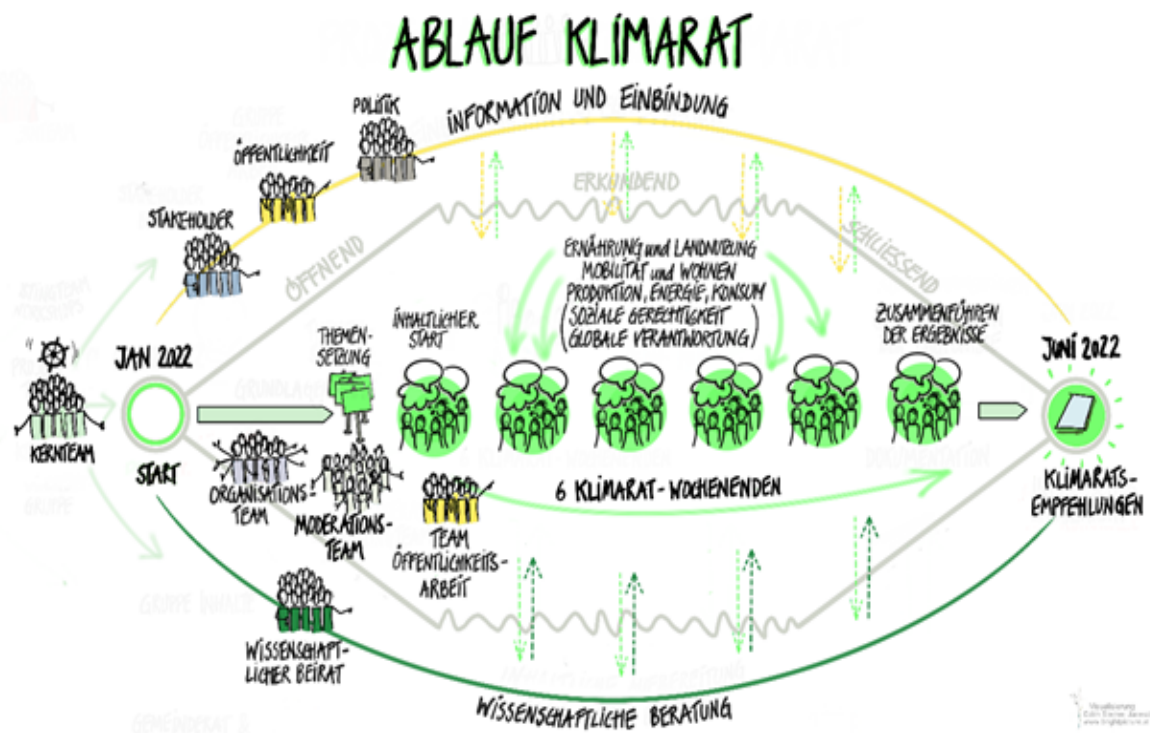 ABLAUF KLIMARAT
INFORMATION UND EINBINDUNG
POLITIK
ÖFFENTLICHKEIT
STAKEHOLDER
ERKUNDEND
ÖFFNEND
SCHLIESSEND
ERNÄHRUNG und LANDNUTZUNG
MOBILITÄT und WOHNEN
PRODUKTION, ENERGIE, KONSUM
(SOZIALE GERECHTIGKEIT
GLOBALE VERANTWORTUNG)
JAN 2022
THEMEN-
SETZUNG
INHALTLICHER
START
ZUSAMMENFÜHREN
DER ERGEBNISSE
JUNI 2022
KERNTEAM
START
ORGANISATIONS-
TEAM
MODERATIONS-
TEAM
TEAM
ÖFFENTLICHKEITS-
ARBEIT
6 KLIMARAT-WOCHENENDEN
KLIMARATS-
EMPFEHLUNGEN
WISSENSCHAFT-
LICHER BEIRAT
WISSENSCHAFTLICHE BERATUNG
Visualisierung